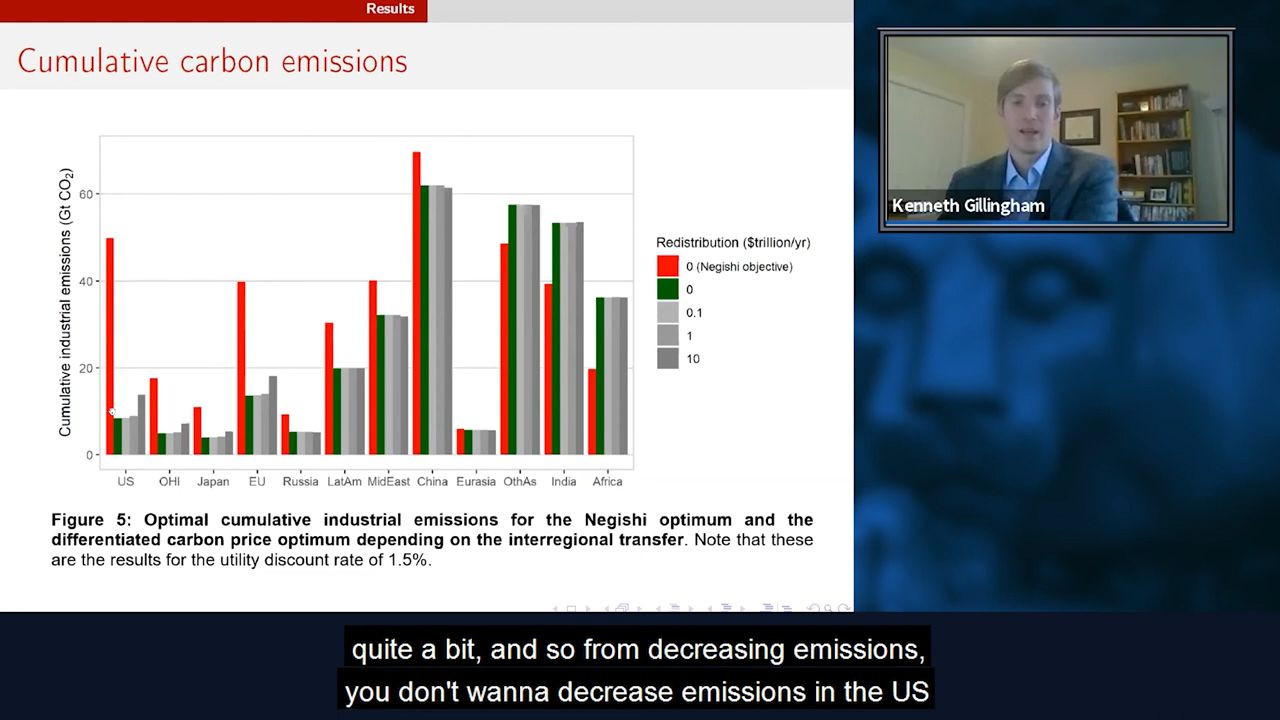 Results
Cumulative carbon emissions
Cumulative industrial emissions (Gt CO₂)
60
40
20
0
US OHI Japan EU Russia LatAm MidEast China Eurasia OthAs India Africa
Redistribution ($trillion/yr)
0 (Negishi objective)
0
0.1
1
10
Figure 5: Optimal cumulative industrial emissions for the Negishi optimum and the
differentiated carbon price optimum depending on the interregional transfer. Note that these
are the results for the utility discount rate of 1.5%.
Kenneth Gillingham
quite a bit, and so from decreasing emissions,
you don't wanna decrease emissions in the US